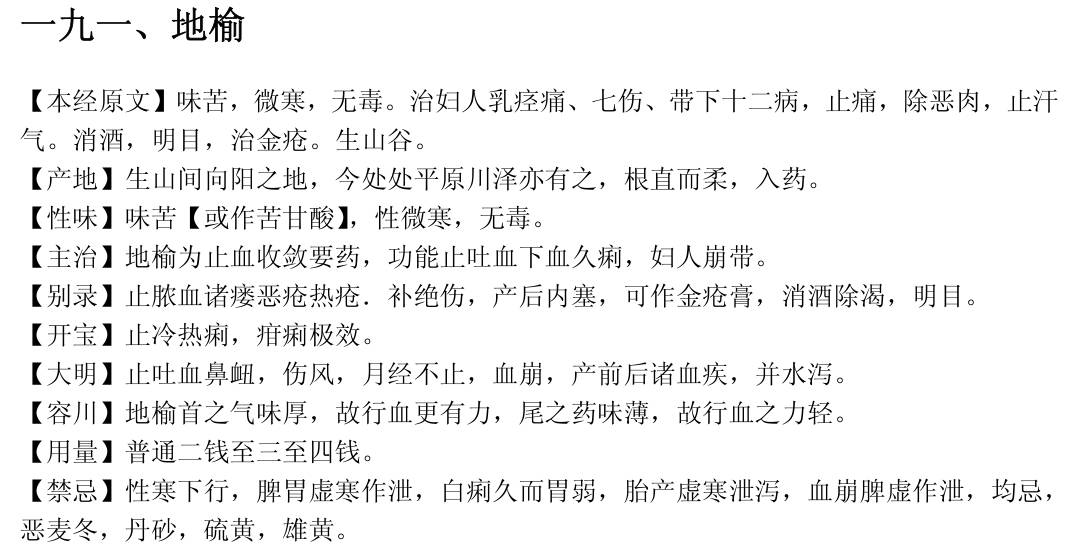 一九一、地榆
【本经原文】味苦，微寒，无毒。治妇人乳痉痛、七伤、带下十二病，止痛，除恶肉，止汗
气。消酒，明目，治金疮。生山谷。
【产地】生山间向阳之地，今处处平原川泽亦有之，根直而柔，入药。
【性味】味苦【或作苦甘酸】，性微寒，无毒。
【主治】地榆为止血收敛要药，功能止吐血下血久痢，妇人崩带。
【别录】止脓血诸瘘恶疮热疮．补绝伤，产后内塞，可作金疮膏，消酒除渴，明目。
【开宝】止冷热痢，疳痢极效。
【大明】止吐血鼻衄，伤风，月经不止，血崩，产前后诸血疾，并水泻。
【容川】地榆首之气味厚，故行血更有力，尾之药味薄，故行血之力轻。
【用量】普通二钱至三至四钱。
【禁忌】性寒下行，脾胃虚寒作泄，白痢久而胃弱，胎产虚寒泄泻，血崩脾虚作泄，均忌，
恶麦冬，丹砂，硫黄，雄黄。